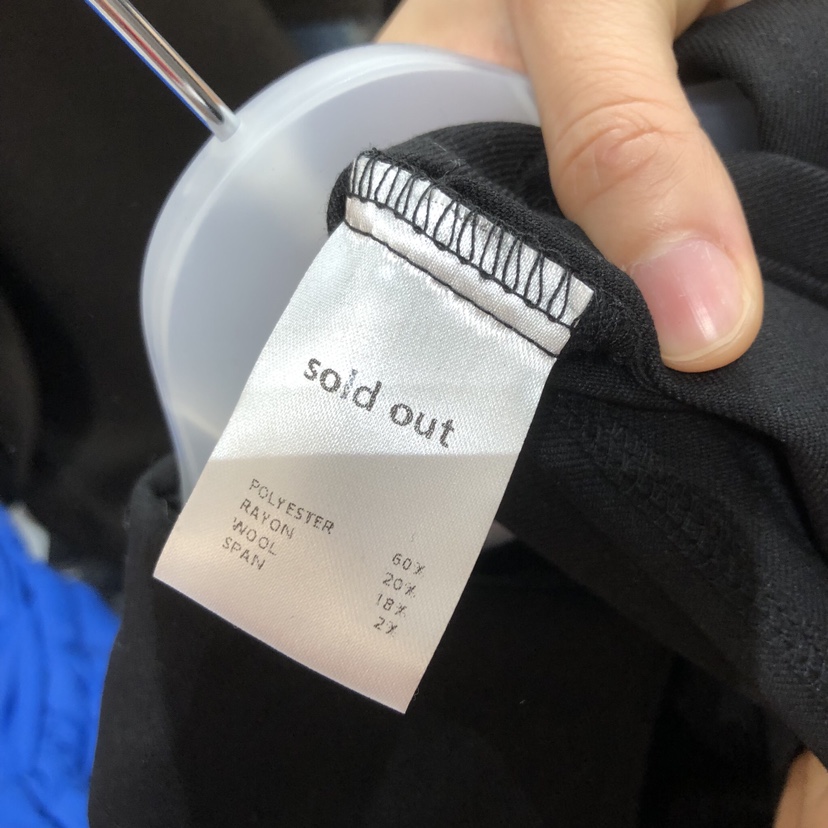 sold out
POLYESTER 60%
RAYON 20%
WOOL 18%
SPAN 2%